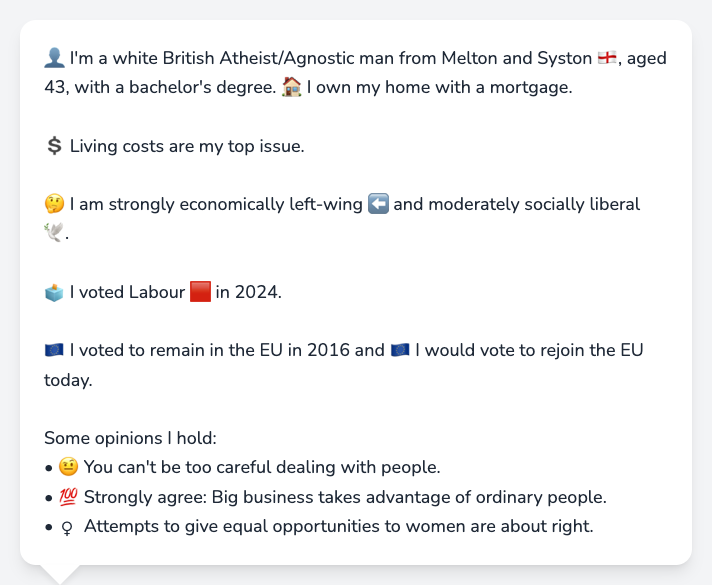 👤 I'm a white British Atheist/Agnostic man from Melton and Syston 🏴󠁧󠁢󠁥󠁮󠁧󠁿, aged
43, with a bachelor's degree. 🏠 I own my home with a mortgage.
💲 Living costs are my top issue.
🤔 I am strongly economically left-wing ⬅️ and moderately socially liberal
🕊️.
🗳️ I voted Labour 🟥 in 2024.
🇪🇺 I voted to remain in the EU in 2016 and 🇪🇺 I would vote to rejoin the EU
today.
Some opinions I hold:
• 🤨 You can't be too careful dealing with people.
• 💯 Strongly agree: Big business takes advantage of ordinary people.
• ♀ Attempts to give equal opportunities to women are about right.